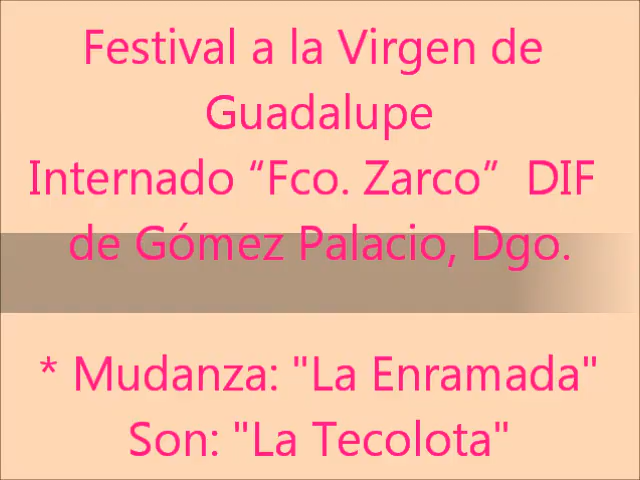 Festival a la Virgen de
Guadalupe
Internado “Fco. Zarco”  DIF
de Gómez Palacio, Dgo.
* Mudanza: "La Enramada"
Son: "La Tecolota"